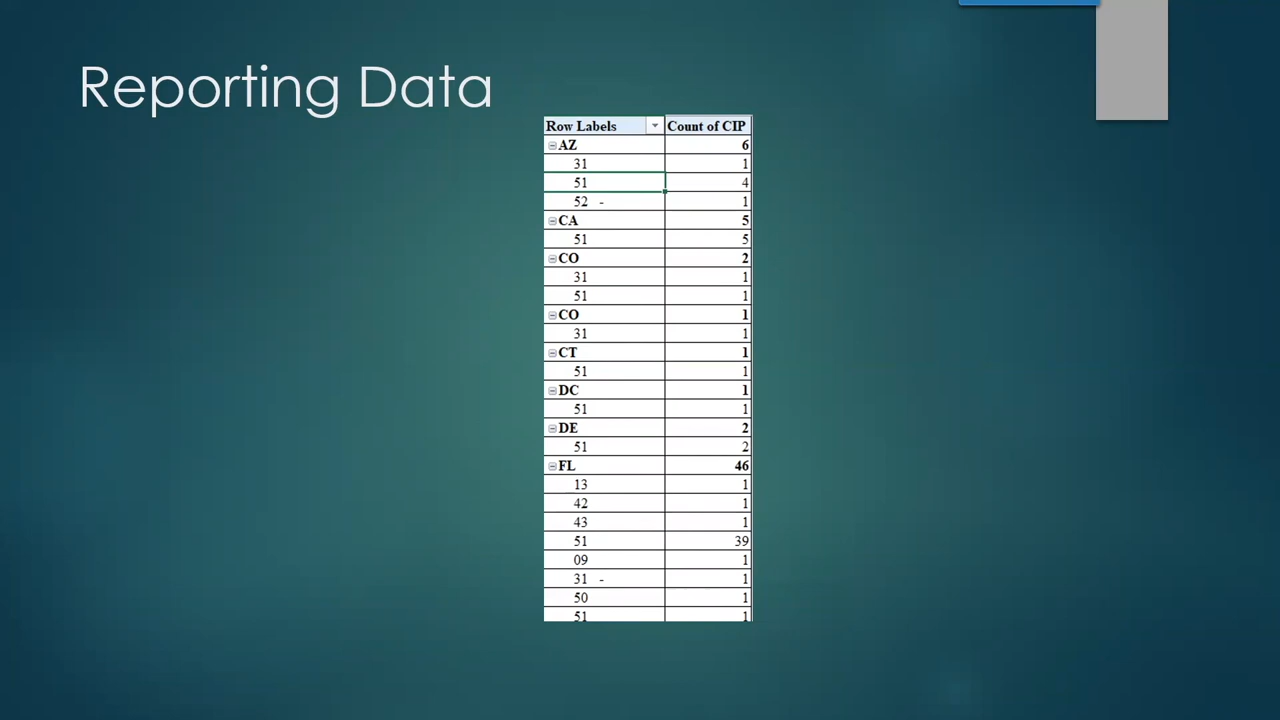 Reporting Data
Row Labels Count of CIP
AZ 6
31 1
51 4
52 - 1
CA 5
51 5
CO 2
31 1
51 1
CO 1
31 1
CT 1
51 1
DC 1
51 1
DE 2
51 2
FL 46
13 1
42 1
43 1
51 39
09 1
31 - 1
50 1
51 1